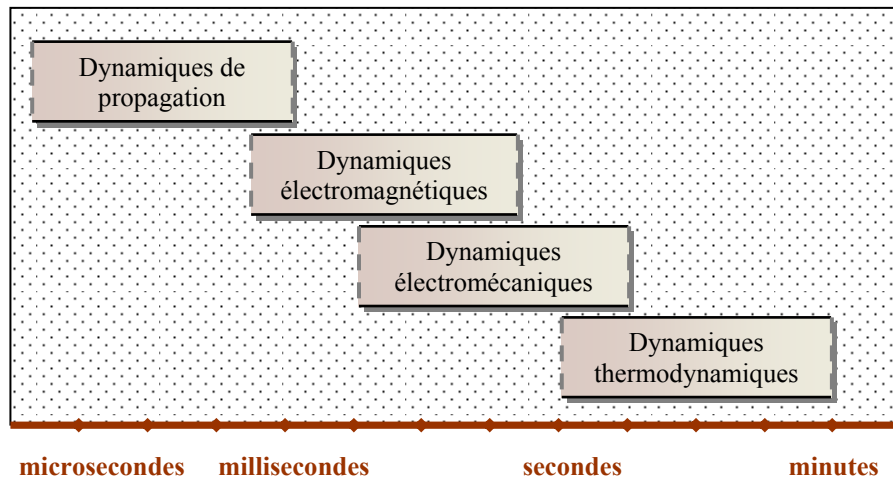 Dynamiques de
propagation
Dynamiques
électromagnétiques
Dynamiques
électromécaniques
Dynamiques
thermodynamiques
microsecondes millisecondes secondes minutes